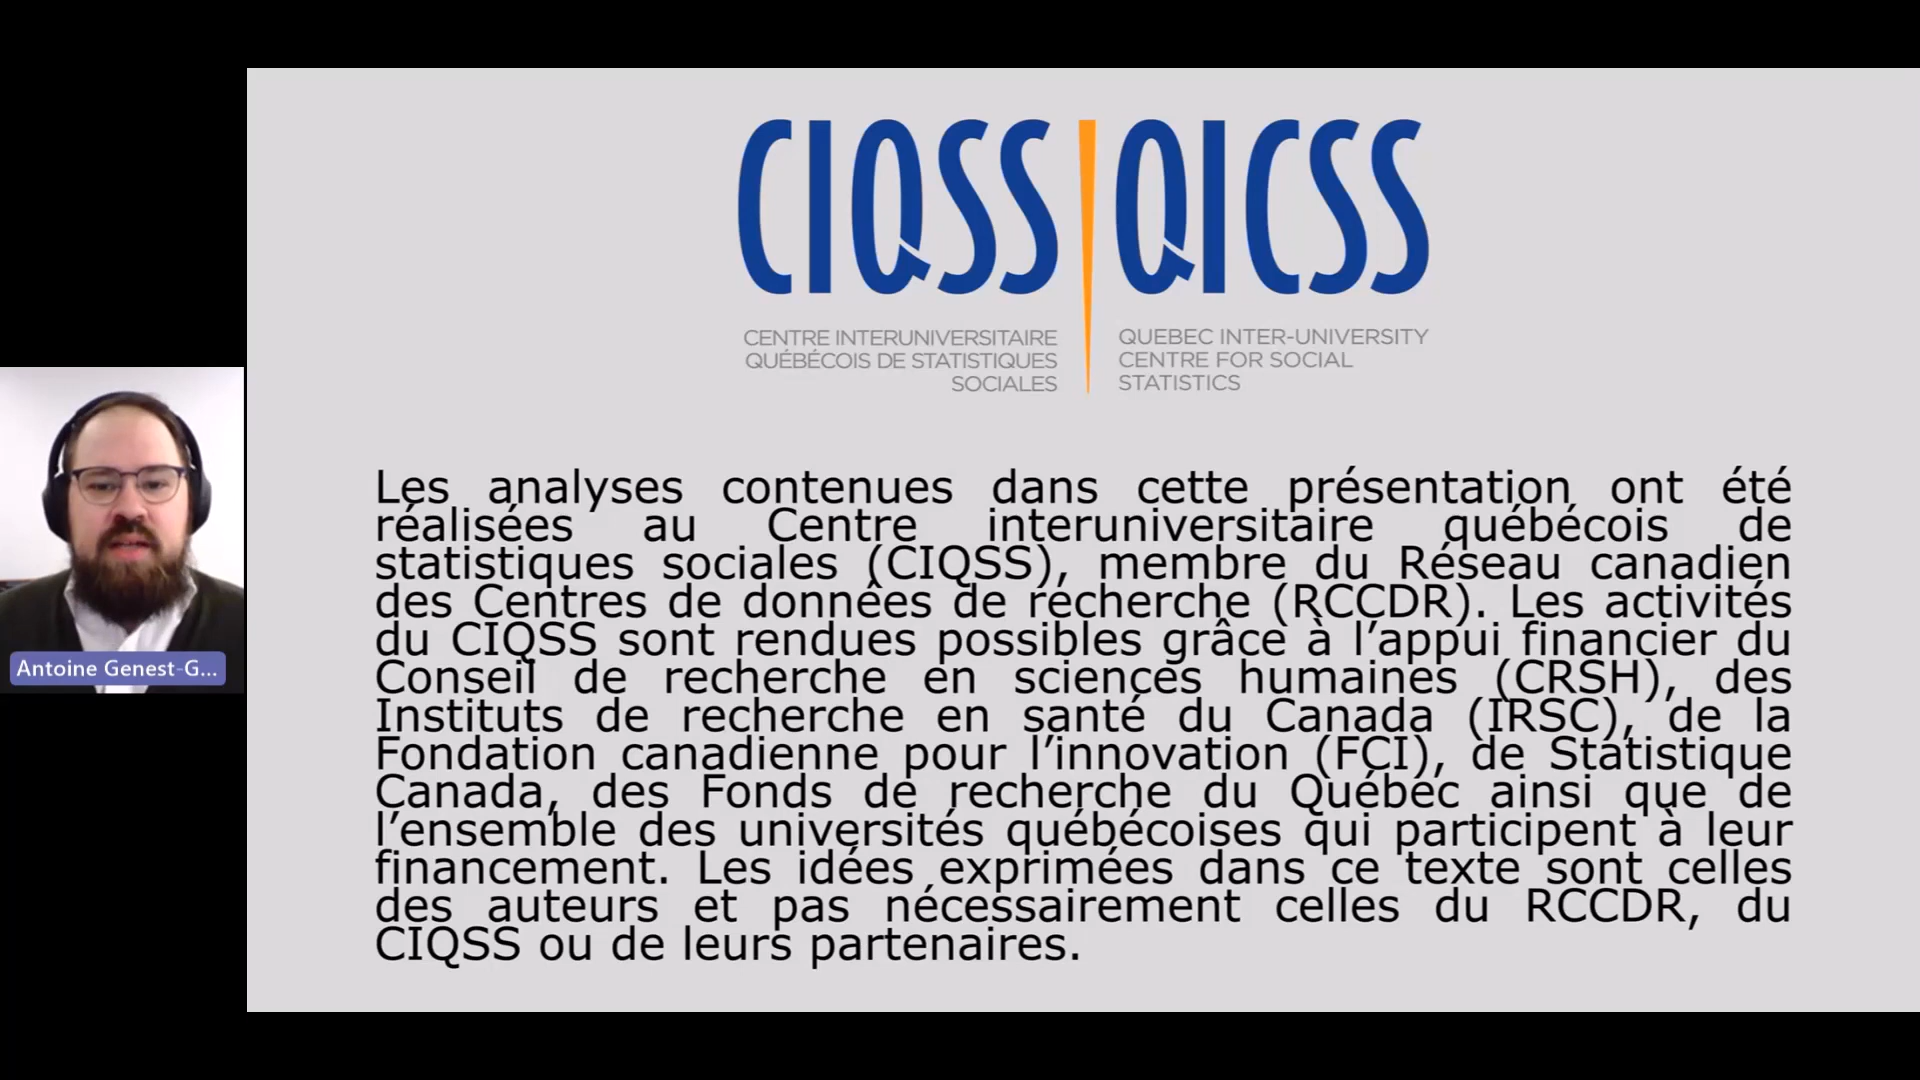 CIQSS QICSS
CENTRE INTERUNIVERSITAIRE
QUÉBÉCOIS DE STATISTIQUES
SOCIALES
QUEBEC INTER-UNIVERSITY
CENTRE FOR SOCIAL
STATISTICS
Les analyses contenues dans cette présentation ont été
réalisées au Centre interuniversitaire québécois de
statistiques sociales (CIQSS), membre du Réseau canadien
des Centres de données de recherche (RCCDR). Les activités
du CIQSS sont rendues possibles grâce à l’appui financier du
Conseil de recherche en sciences humaines (CRSH), des
Instituts de recherche en santé du Canada (IRSC), de la
Fondation canadienne pour l’innovation (FCI), de Statistique
Canada, des Fonds de recherche du Québec ainsi que de
l’ensemble des universités québécoises qui participent à leur
financement. Les idées exprimées dans ce texte sont celles
des auteurs et pas nécessairement celles du RCCDR, du
CIQSS ou de leurs partenaires.
Antoine Genest-G...